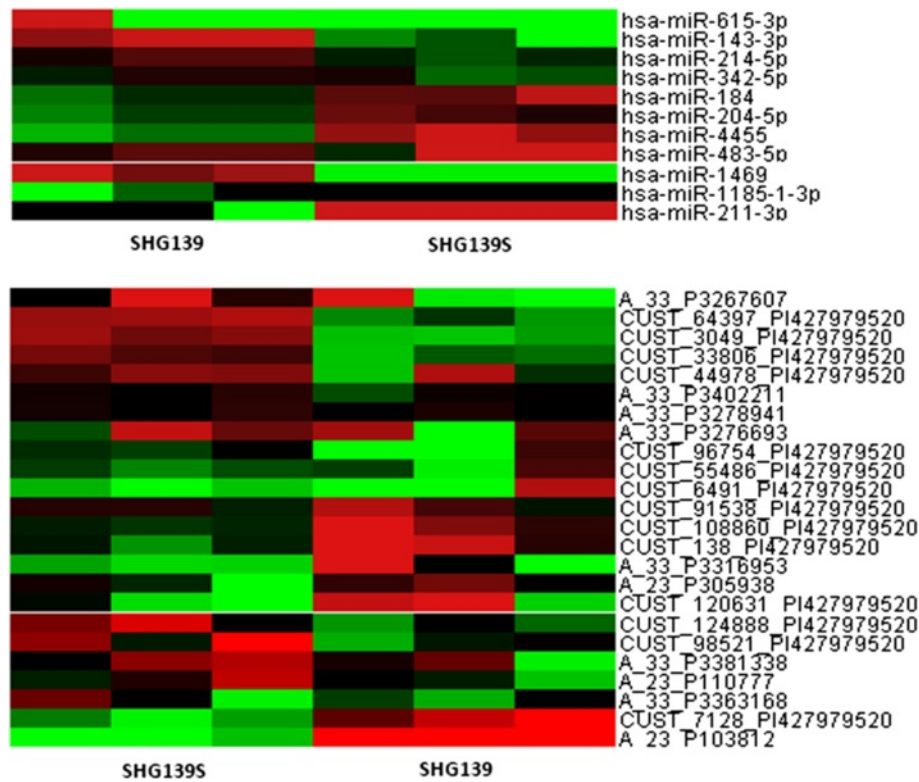 hsa-miR-615-3p
hsa-miR-143-3p
hsa-miR-214-5p
hsa-miR-342-5p
hsa-miR-184
hsa-miR-204-5p
hsa-miR-4455
hsa-miR-483-5p
hsa-miR-1469
hsa-miR-1185-1-3p
hsa-miR-211-3p
SHG139 SHG139S
A_33_P3267607
CUST_64397_PI427979520
CUST_3049_PI427979520
CUST_33806_PI427979520
CUST_44978_PI427979520
A_33_P3402211
A_33_P3278941
A_33_P3276693
CUST_96754_PI427979520
CUST_55486_PI427979520
CUST_6491_PI427979520
CUST_91538_PI427979520
CUST_108860_PI427979520
CUST_138_PI427979520
A_33_P3316953
A_23_P305938
CUST_120631_PI427979520
CUST_124888_PI427979520
CUST_98521_PI427979520
A_33_P3381338
A_23_P110777
A_33_P3363168
CUST_7128_PI427979520
A_23_P103812
SHG139S SHG139